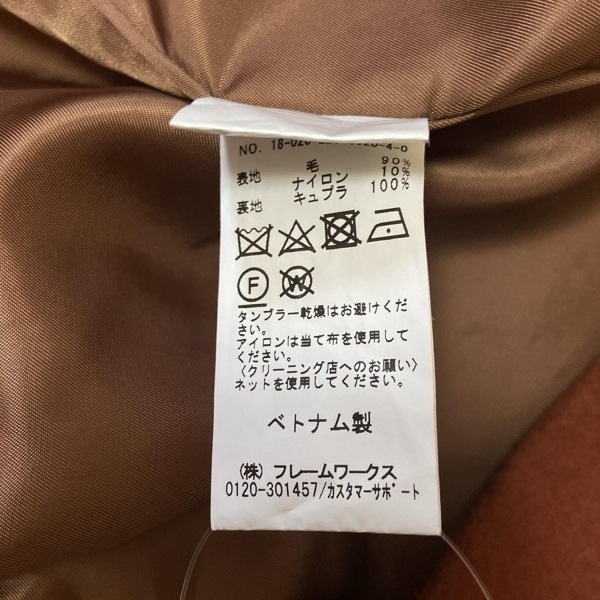 NO. 18-020
毛 90%
表地 ナイロン 10%
裏地 キュプラ 100%
F W
タンブラー乾燥はお避けくだ
さい。
アイロンは当て布を使用して
ください。
〈クリーニング店へのお願い〉
ネットを使用してください。
ベトナム製
(株) フレームワークス
0120-301457/カスタマーサポート